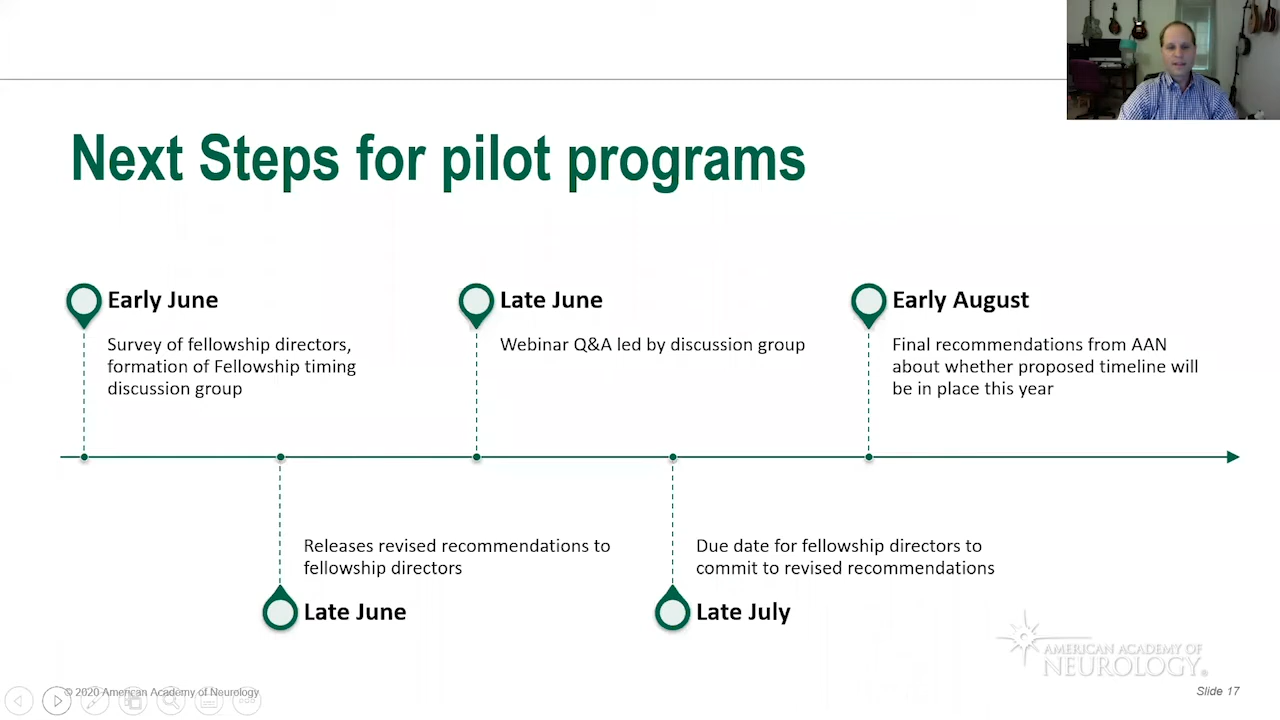 Next Steps for pilot programs
Early June
Survey of fellowship directors,
formation of Fellowship timing
discussion group
Late June
Webinar Q&A led by discussion group
Early August
Final recommendations from AAN
about whether proposed timeline will
be in place this year
Releases revised recommendations to
fellowship directors
Late June
Due date for fellowship directors to
commit to revised recommendations
Late July
AMERICAN ACADEMY OF
NEUROLOGY®
© 2020 American Academy of Neurology
Slide 17